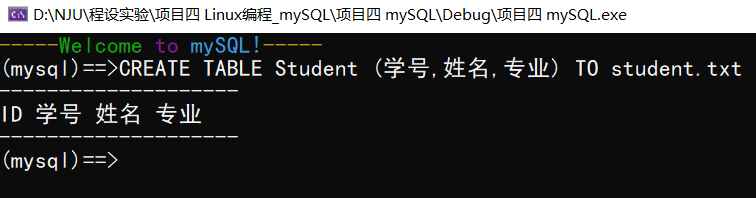 D:\NJU\程设实验\项目四 Linux编程_mySQL\项目四 mySQL\Debug\项目四 mySQL.exe
-----Welcome to mySQL!-----
(mysql)==>CREATE TABLE Student (学号,姓名,专业) TO student.txt
--------------------
ID 学号 姓名 专业
--------------------
(mysql)==>